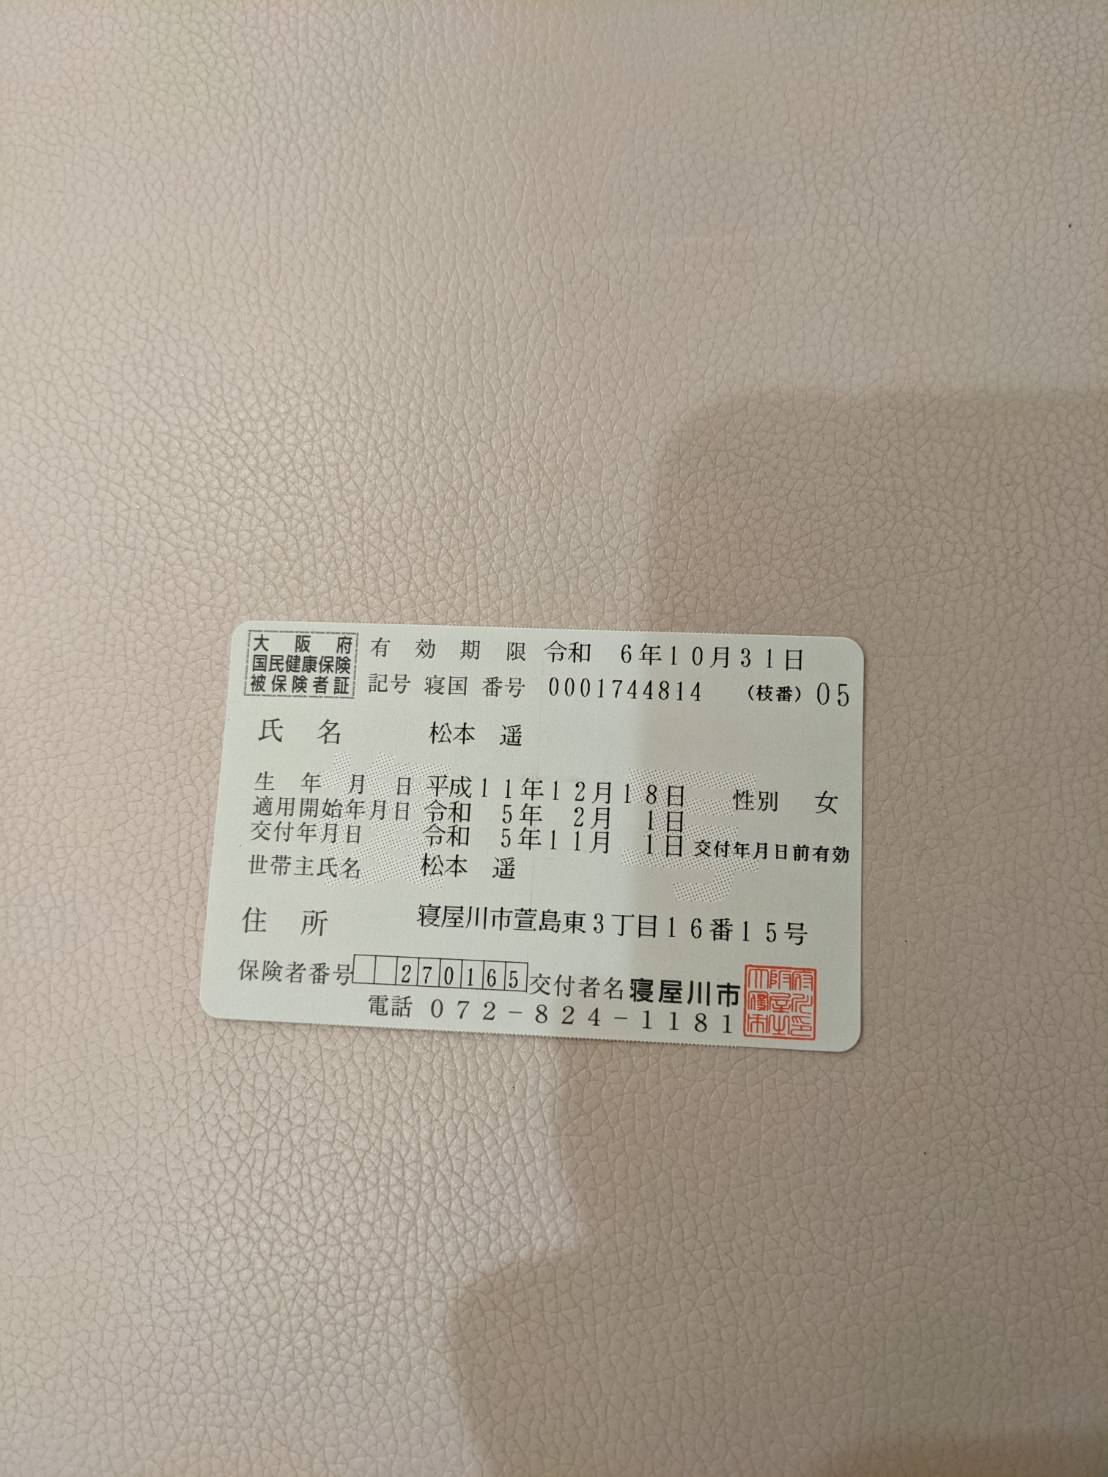 大阪府
国民健康保険
被保険者証
有効期限 令和 6年10月31日
記号 寝国 番号 0001744814 (枝番) 05
氏名 松本 遥
生年月日 平成11年12月18日 性別 女
適用開始年月日 令和 5年 2月 1日
交付年月日 令和 5年11月 1日 交付年月日前有効
世帯主氏名 松本 遥
住所 寝屋川市萱島東3丁目16番15号
保険者番号 270165 交付者名 寝屋川市
電話 072-824-1181